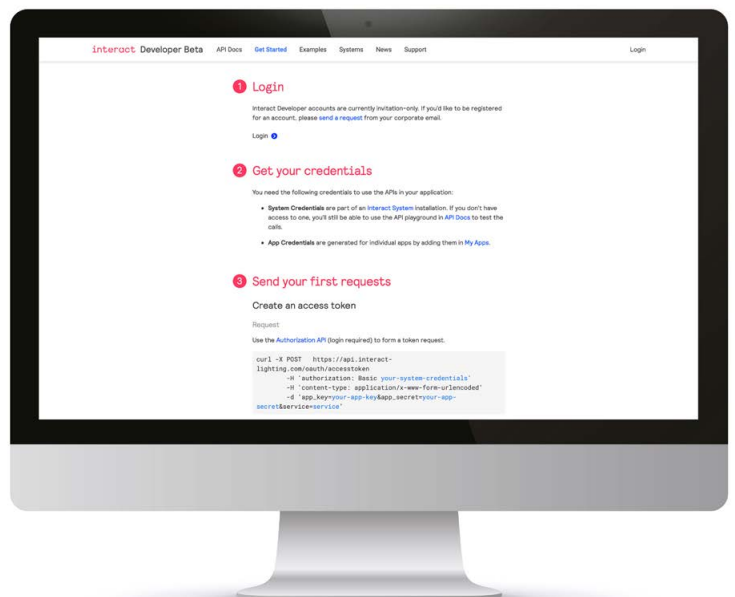 interact Developer Beta API Docs Get Started Examples Systems News Support Login
1 Login
Interact Developer accounts are currently invitation-only. If you'd like to be registered
for an account, please send a request from your corporate email.
Login
2 Get your credentials
You need the following credentials to use the APIs in your application:
• System Credentials are part of an Interact System installation. If you don't have
access to one, you'll still be able to use the API playground in API Docs to test the
calls.
• App Credentials are generated for individual apps by adding them in My Apps.
3 Send your first requests
Create an access token
Request
Use the Authorization API (login required) to form a token request.
curl -X POST https://api.interact-
lighting.com/oauth/accesstoken
-H 'authorization: Basic your-system-credentials'
-H 'content-type: application/x-www-form-urlencoded'
-d 'app_key=your-app-key&app_secret=your-app-
secret&service=service'